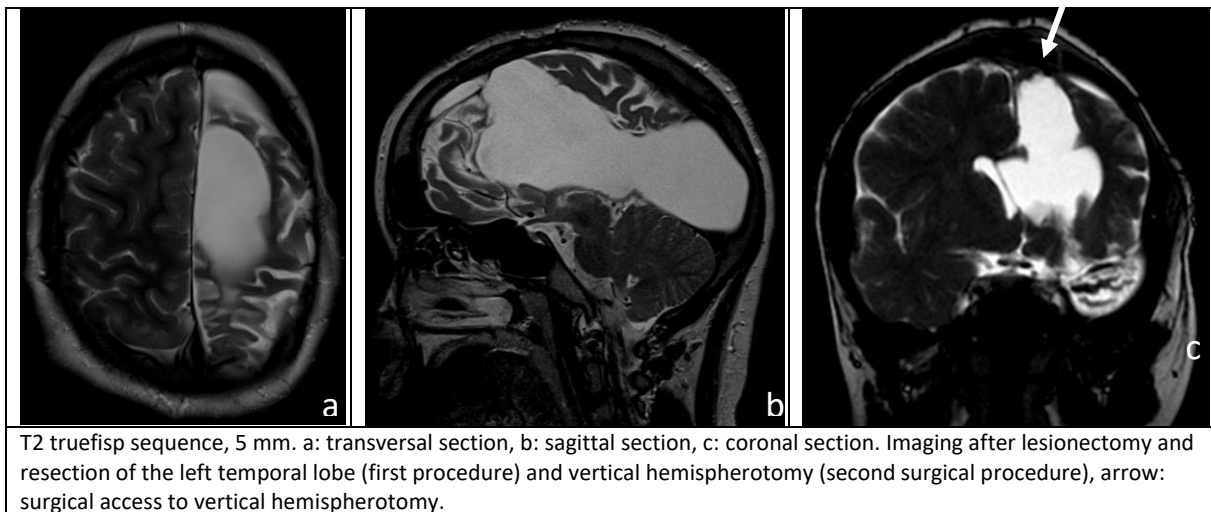 a
b
c
T2 truefisp sequence, 5 mm. a: transversal section, b: sagittal section, c: coronal section. Imaging after lesionectomy and
resection of the left temporal lobe (first procedure) and vertical hemispherotomy (second surgical procedure), arrow:
surgical access to vertical hemispherotomy.